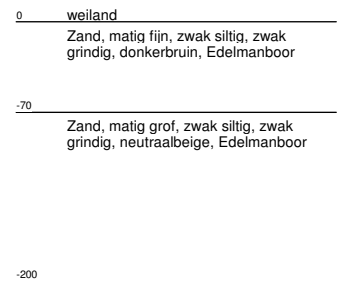 0 weiland
Zand, matig fijn, zwak siltig, zwak
grindig, donkerbruin, Edelmanboor
-70
Zand, matig grof, zwak siltig, zwak
grindig, neutraalbeige, Edelmanboor
-200